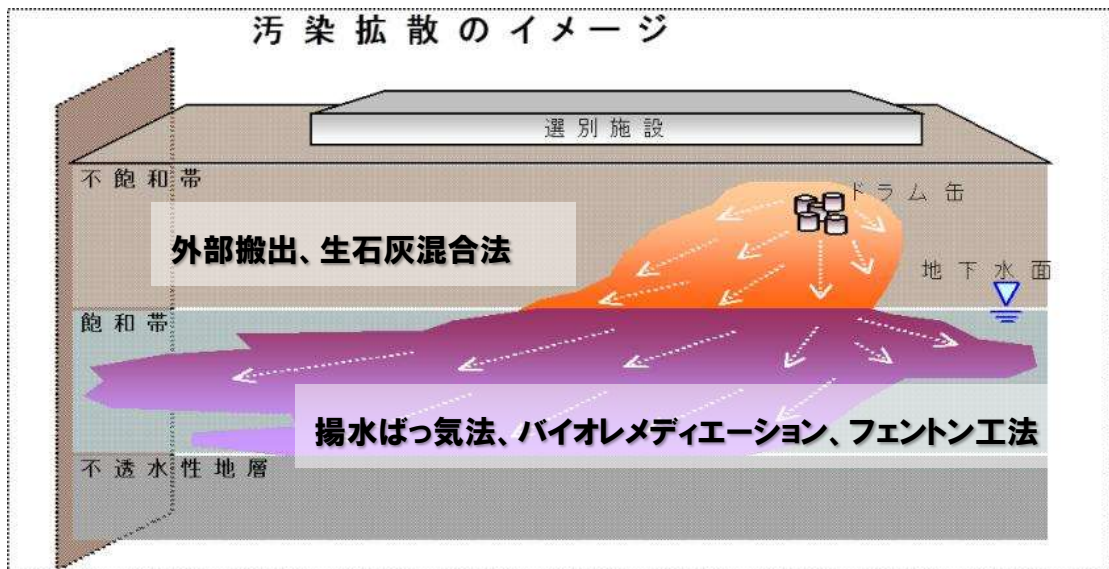 汚染拡散のイメージ
選別施設
不飽和帯
ドラム缶
外部搬出、生石灰混合法
地下水面
飽和帯
揚水ばっ気法、バイオレメディエーション、フェントン工法
不透水性地層